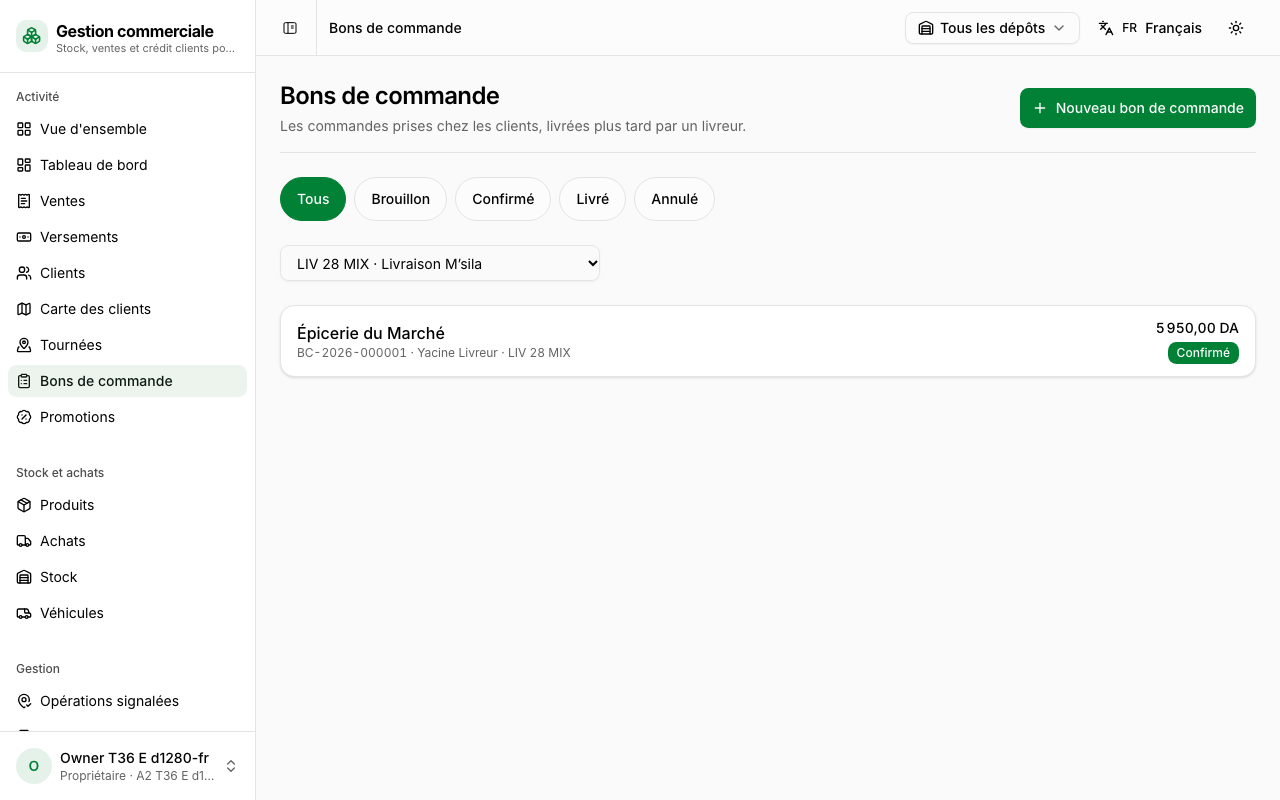 Gestion commerciale
Stock, ventes et crédit clients po...
Activité
Vue d'ensemble
Tableau de bord
Ventes
Versements
Clients
Carte des clients
Tournées
Bons de commande
Promotions
Stock et achats
Produits
Achats
Stock
Véhicules
Gestion
Opérations signalées
O
Owner T36 E d1280-fr
Propriétaire · A2 T36 E d1...
Bons de commande
Tous les dépôts
FR Français
Bons de commande
Les commandes prises chez les clients, livrées plus tard par un livreur.
Nouveau bon de commande
Tous
Brouillon
Confirmé
Livré
Annulé
LIV 28 MIX · Livraison M’sila
Épicerie du Marché
BC-2026-000001 · Yacine Livreur · LIV 28 MIX
5 950,00 DA
Confirmé